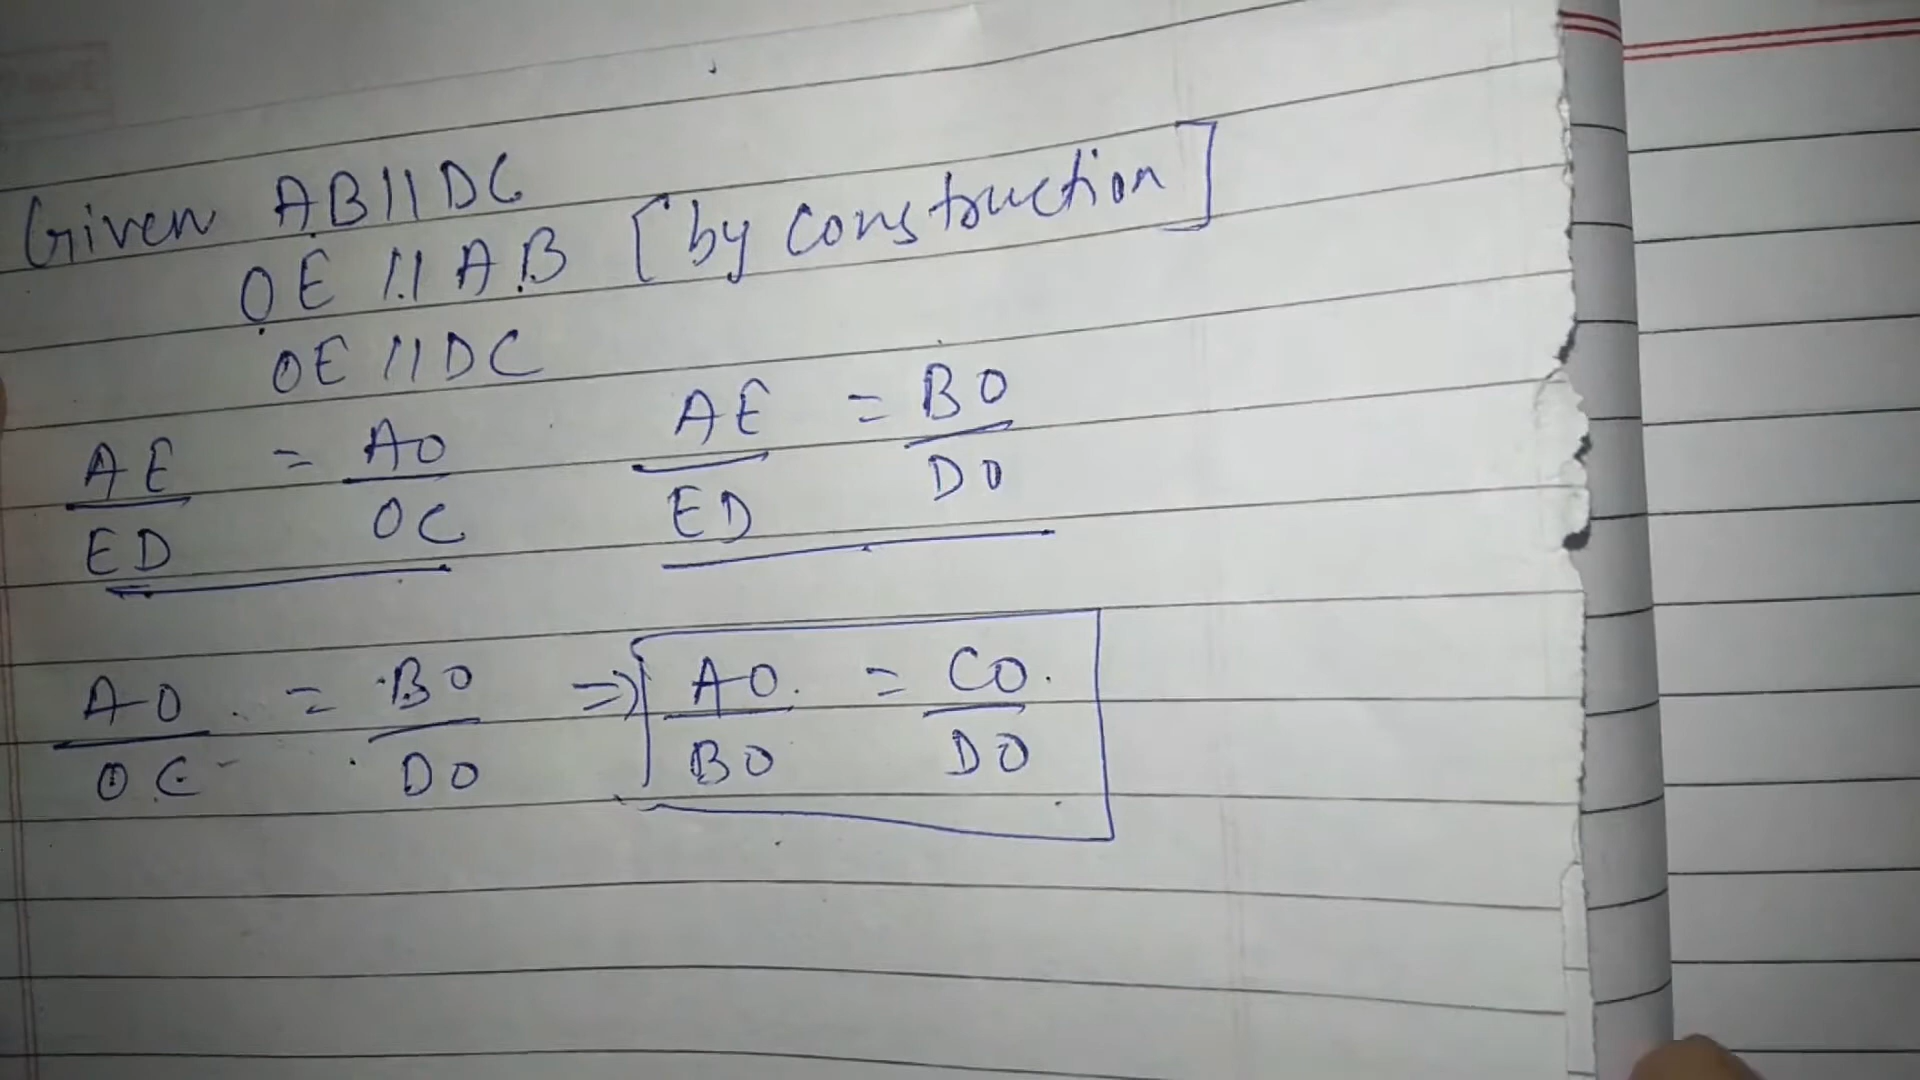 Given AB||DC
OE || AB [by construction]
OE || DC
AE/ED = AO/OC AE/ED = BO/DO
AO/OC = BO/DO => AO/BO = CO/DO